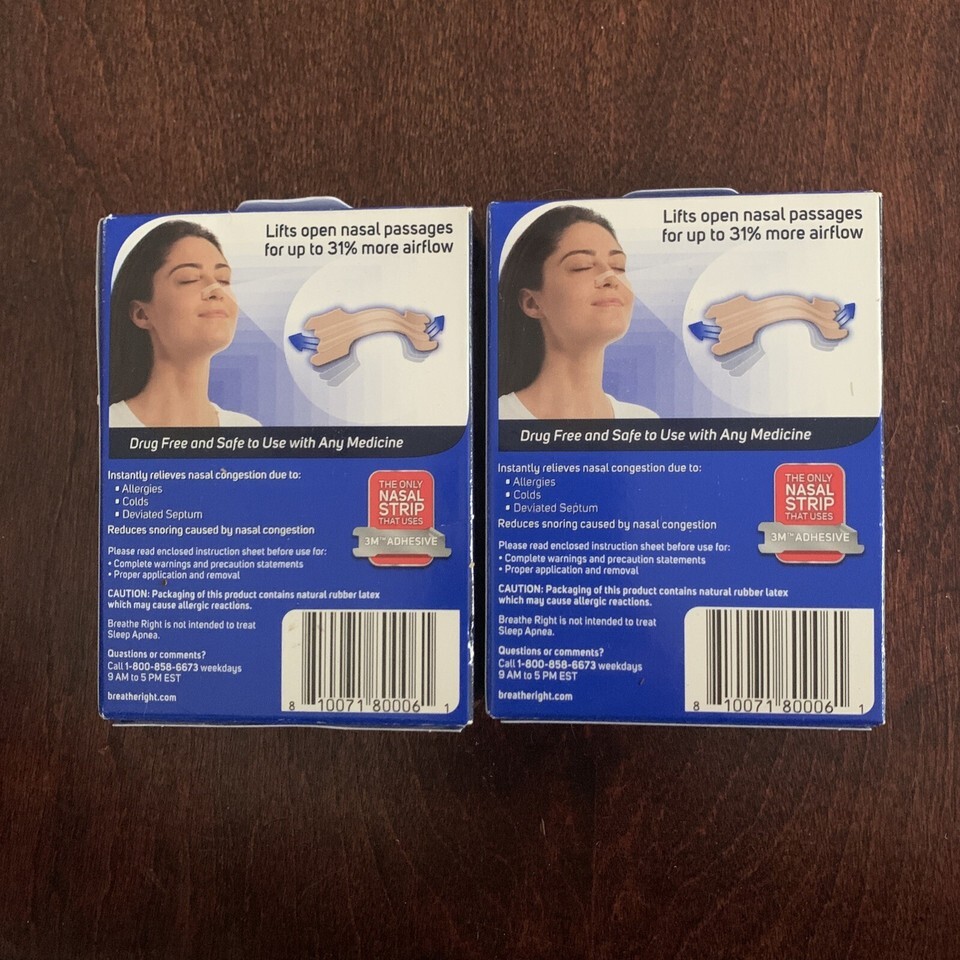 Lifts open nasal passages
for up to 31% more airflow
Drug Free and Safe to Use with Any Medicine
Instantly relieves nasal congestion due to:
• Allergies
• Colds
• Deviated Septum
Reduces snoring caused by nasal congestion
THE ONLY
NASAL
STRIP
THAT USES
3M™ ADHESIVE
Please read enclosed instruction sheet before use for:
• Complete warnings and precaution statements
• Proper application and removal
CAUTION: Packaging of this product contains natural rubber latex
which may cause allergic reactions.
Breathe Right is not intended to treat
Sleep Apnea.
Questions or comments?
Call 1-800-858-6673 weekdays
9 AM to 5 PM EST
breatheright.com
8 10071 80006 1
Lifts open nasal passages
for up to 31% more airflow
Drug Free and Safe to Use with Any Medicine
Instantly relieves nasal congestion due to:
• Allergies
• Colds
• Deviated Septum
Reduces snoring caused by nasal congestion
THE ONLY
NASAL
STRIP
THAT USES
3M™ ADHESIVE
Please read enclosed instruction sheet before use for:
• Complete warnings and precaution statements
• Proper application and removal
CAUTION: Packaging of this product contains natural rubber latex
which may cause allergic reactions.
Breathe Right is not intended to treat
Sleep Apnea.
Questions or comments?
Call 1-800-858-6673 weekdays
9 AM to 5 PM EST
breatheright.com
8 10071 80006 1